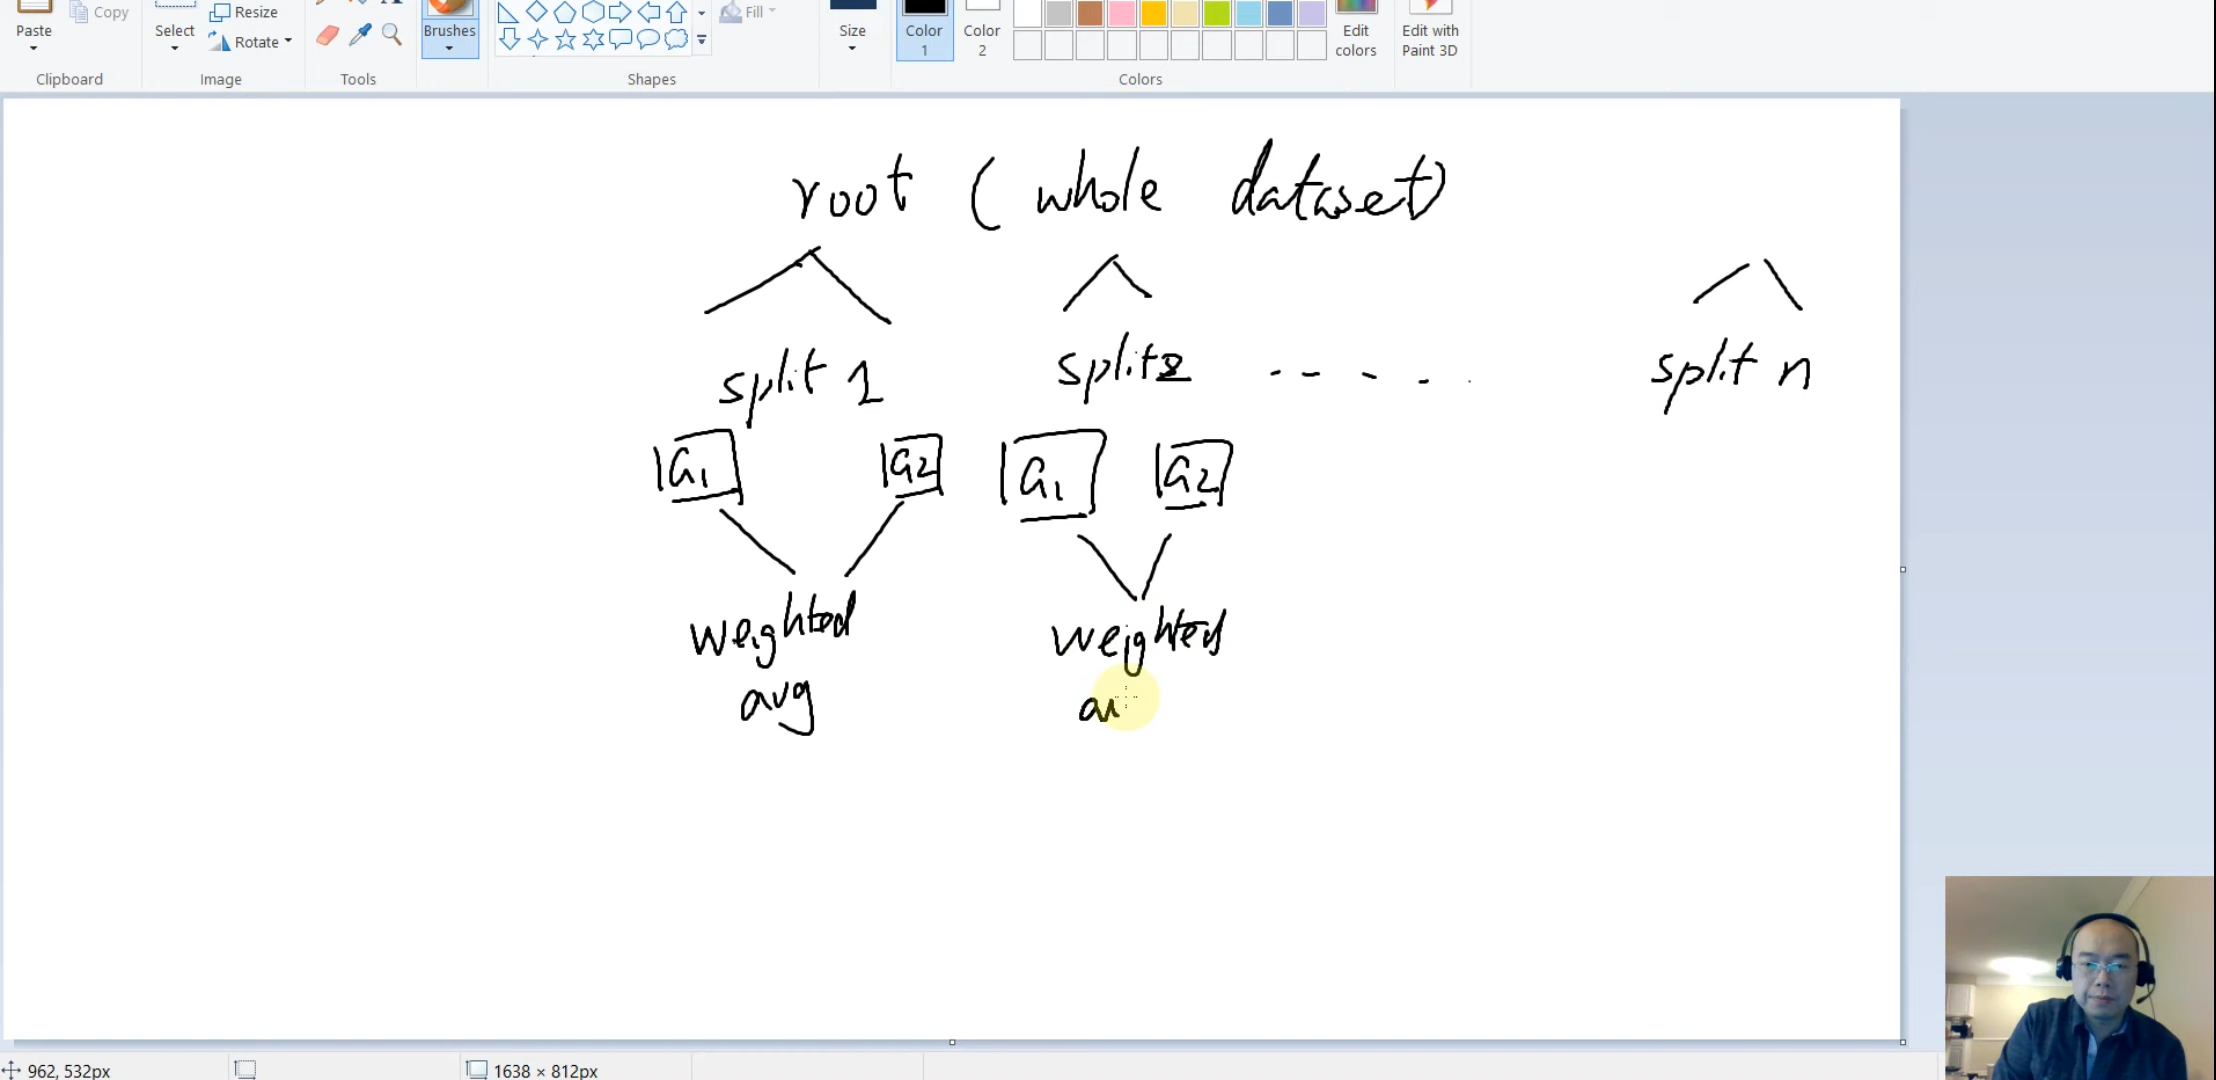 Paste
Copy
Clipboard
Select
Resize
Rotate
Image
Tools
Brushes
Shapes
Fill
Size
Color 1
Color 2
Colors
Edit colors
Edit with Paint 3D
root (whole dataset)
split 1
split 2
split n
G1
G2
G1
G2
weighted
avg
weighted
av
962, 532px
1638 × 812px